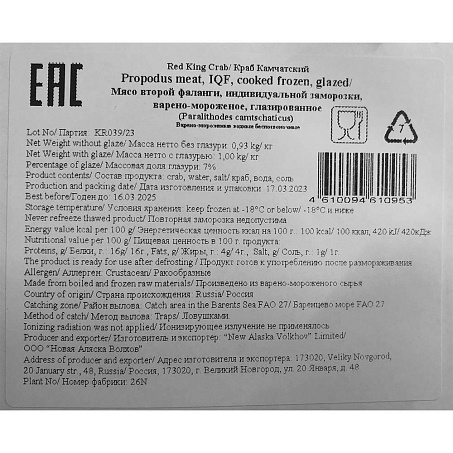 EAC
Red King Crab/ Краб Камчатский
Propodus meat, IQF, cooked frozen, glazed/
Мясо второй фаланги, индивидуальной заморозки,
варено-мороженое, глазированное
(Paralithodes camtschaticus)
Варено-мороженные водные беспозвоночные
Lot No/ Партия KR039/23
Net Weight without glaze/ Масса нетто без глазури: 0,93 kg/ кг
Net Weight with glaze/ Масса нетто с глазурью: 1,00 kg/ кг
Percentage of glaze/ Массовая доля глазури: 7%
Product contents/ Состав продукта: crab, water, salt/ краб, вода, соль
Production and packing date/ Дата изготовления и упаковки 17.03.2023
Best before/Годен до: 16.03.2025
Storage temperature/ Условия хранения: keep frozen at -18°C or below/ -18°C и ниже
Never refreeze thawed product/ Повторная заморозка недопустима
Energy value kcal per 100 g/ Энергетическая ценность ккал на 100 г.: 100 kcal/ 100 ккал, 420 kJ/ 420кДж
Nutritional value per 100 g/ Пищевая ценность в 100 г. продукта:
Proteins, g/ Белки, г.: 16g/ 16г., Fats, g/ Жиры, г.: 4g/ 4г., Salt, g/ Соль, г.: 1g/ 1г.
The product is ready for use after defrosting / Продукт готов к употреблению после размораживания
Allergen/ Аллерген: Crustacean/ Ракообразные
Made from boiled and frozen raw materials/ Произведено из варено-мороженого сырья
Country of origin/ Страна происхождения: Russia/ Россия
Catching zone/ Район вылова: Catch area in the Barents Sea FAO 27/ Баренцево море FAO 27
Method of catch/ Метод вылова: Traps/ Ловушками.
Ionizing radiation was not applied/ Ионизирующее излучение не применялось
Producer and exporter/ Изготовитель и экспортер: “New Alaska Volkhov” Limited/
ООО “Новая Аляска Волхов”
Address of producer and exporter/ Адрес изготовителя и экспортера: 173020, Veliky Novgorod,
20 January str., 48, Russia/ Россия, 173020, г. Великий Новгород, ул. 20 Января, д. 48
Plant No/ Номер фабрики: 26N
7
4610094610953